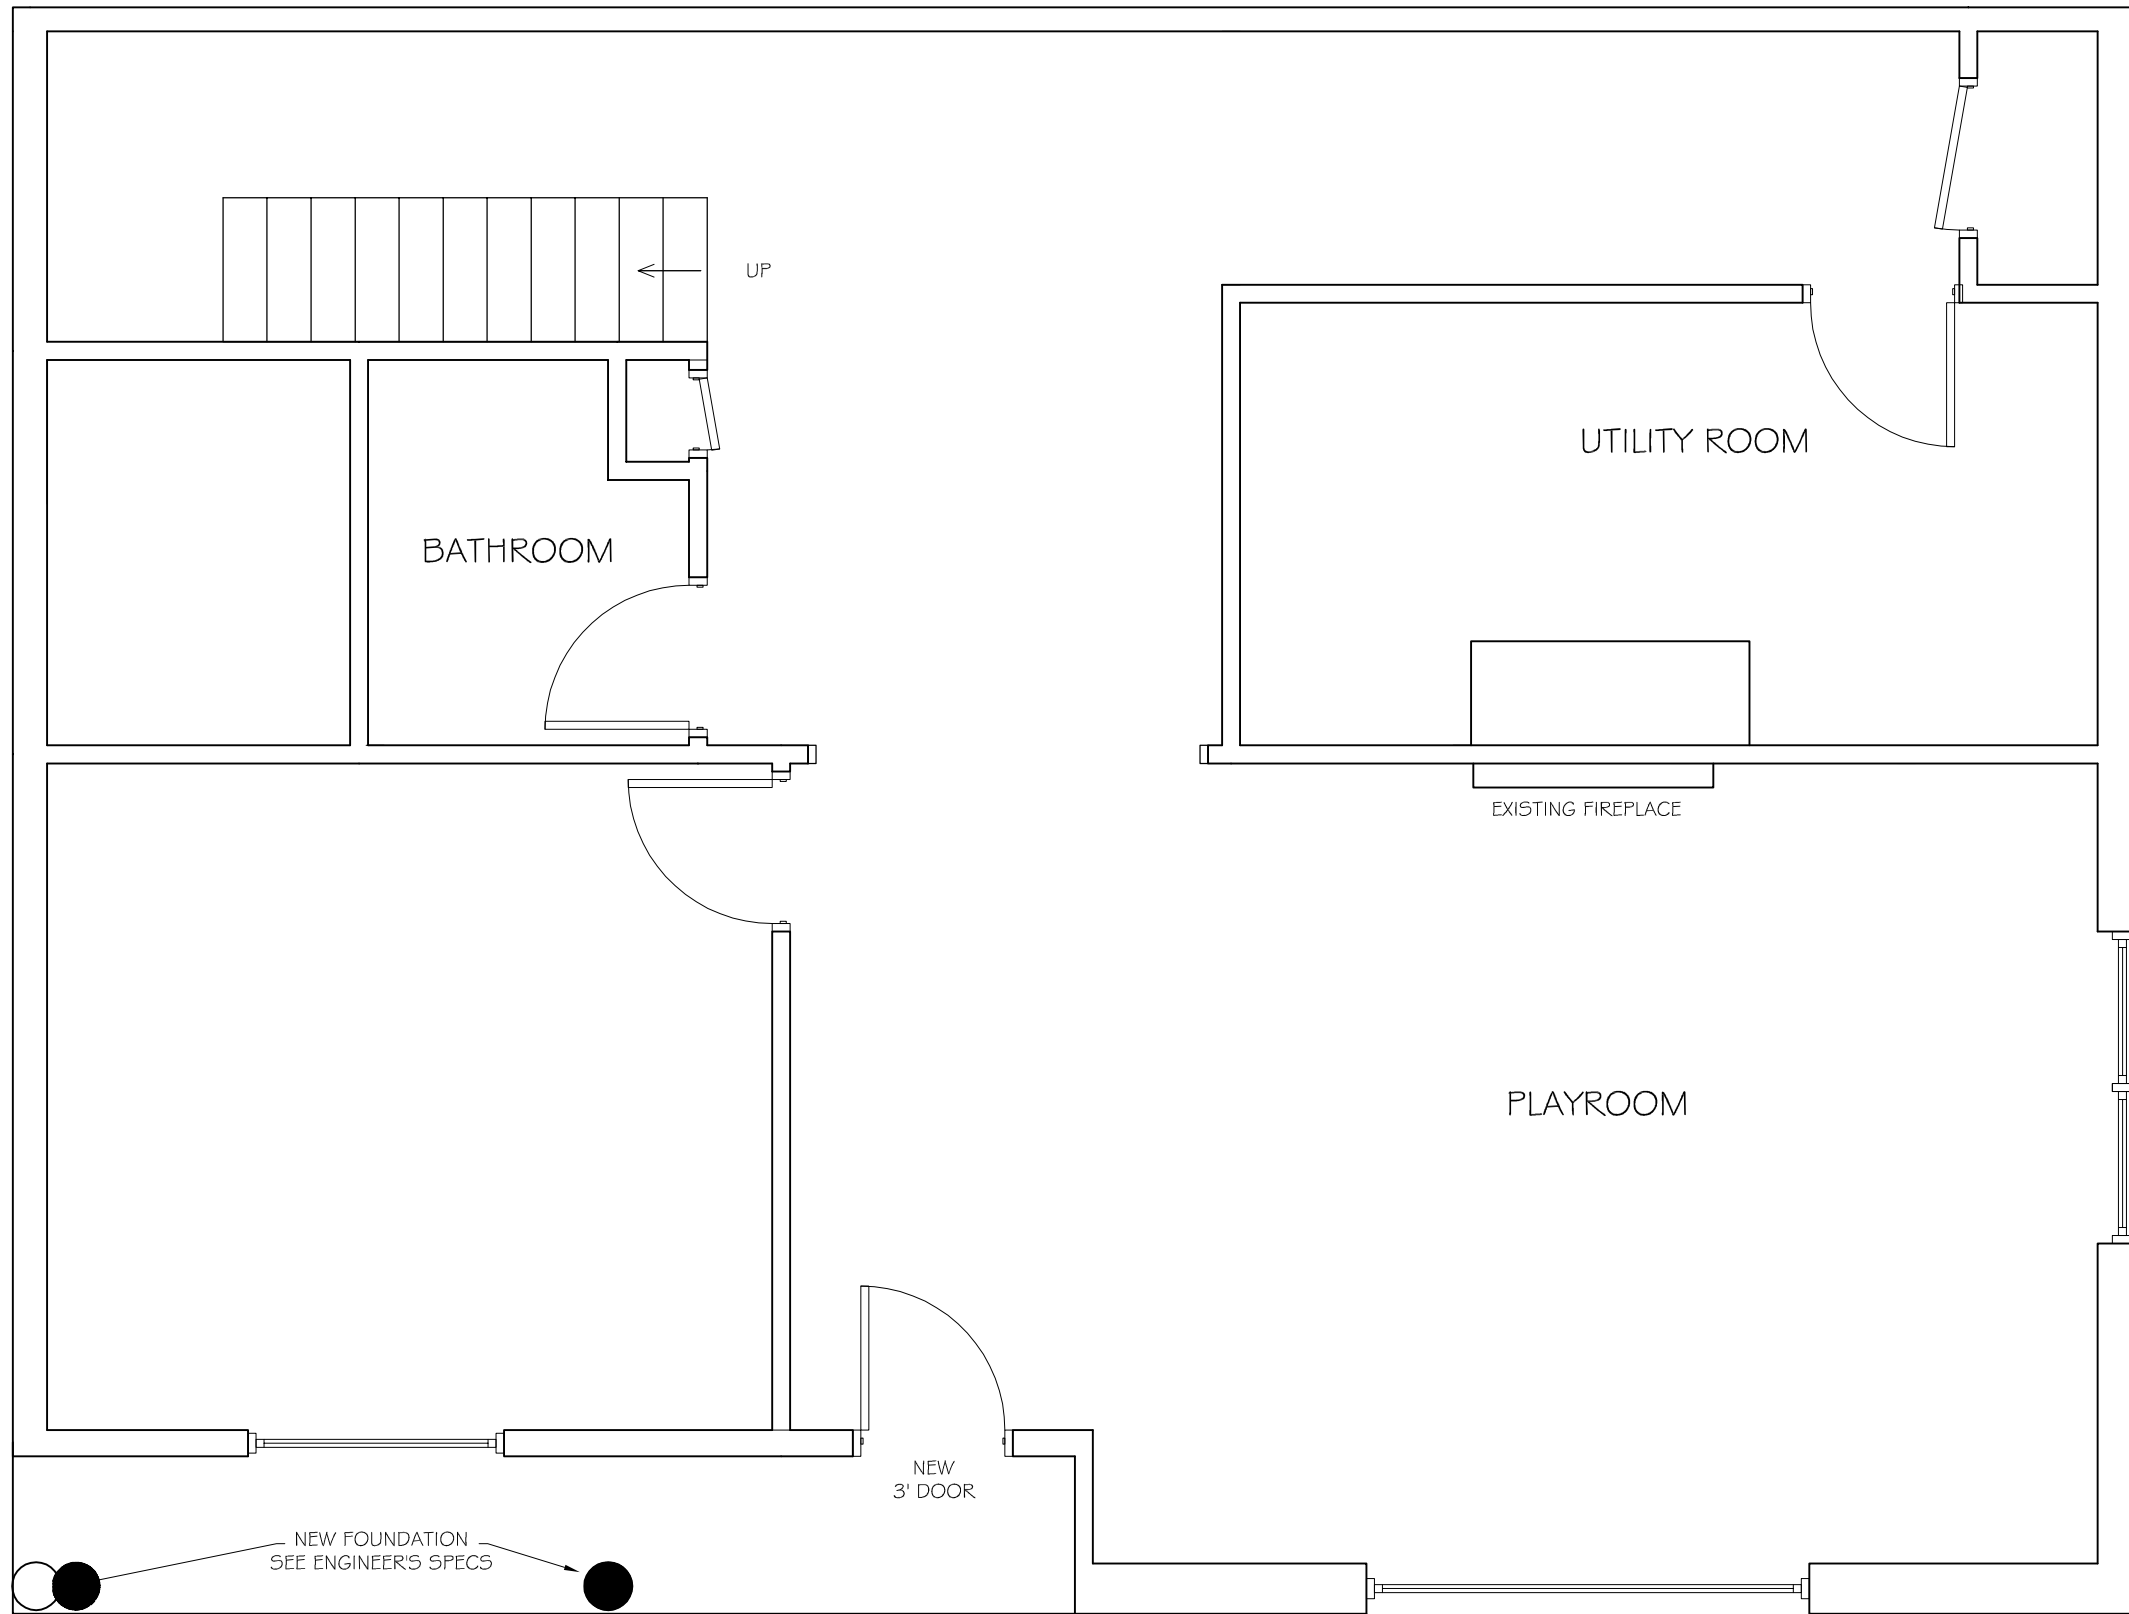 UP
UTILITY ROOM
BATHROOM
EXISTING FIREPLACE
PLAYROOM
NEW
3' DOOR
NEW FOUNDATION
SEE ENGINEER'S SPECS